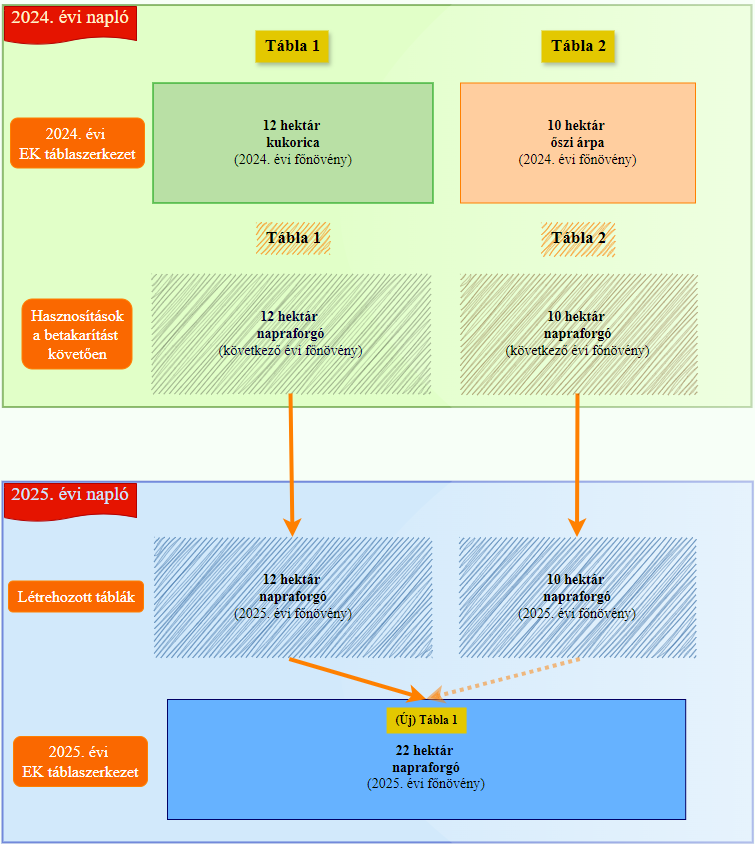 2024. évi napló
Tábla 1
Tábla 2
2024. évi
EK táblaszerkezet
12 hektár
kukorica
(2024. évi főnövény)
10 hektár
őszi árpa
(2024. évi főnövény)
Tábla 1
Tábla 2
Hasznosítások
a betakarítást
követően
12 hektár
napraforgó
(következő évi főnövény)
10 hektár
napraforgó
(következő évi főnövény)
2025. évi napló
Létrehozott táblák
12 hektár
napraforgó
(2025. évi főnövény)
10 hektár
napraforgó
(2025. évi főnövény)
2025. évi
EK táblaszerkezet
(Új) Tábla 1
22 hektár
napraforgó
(2025. évi főnövény)